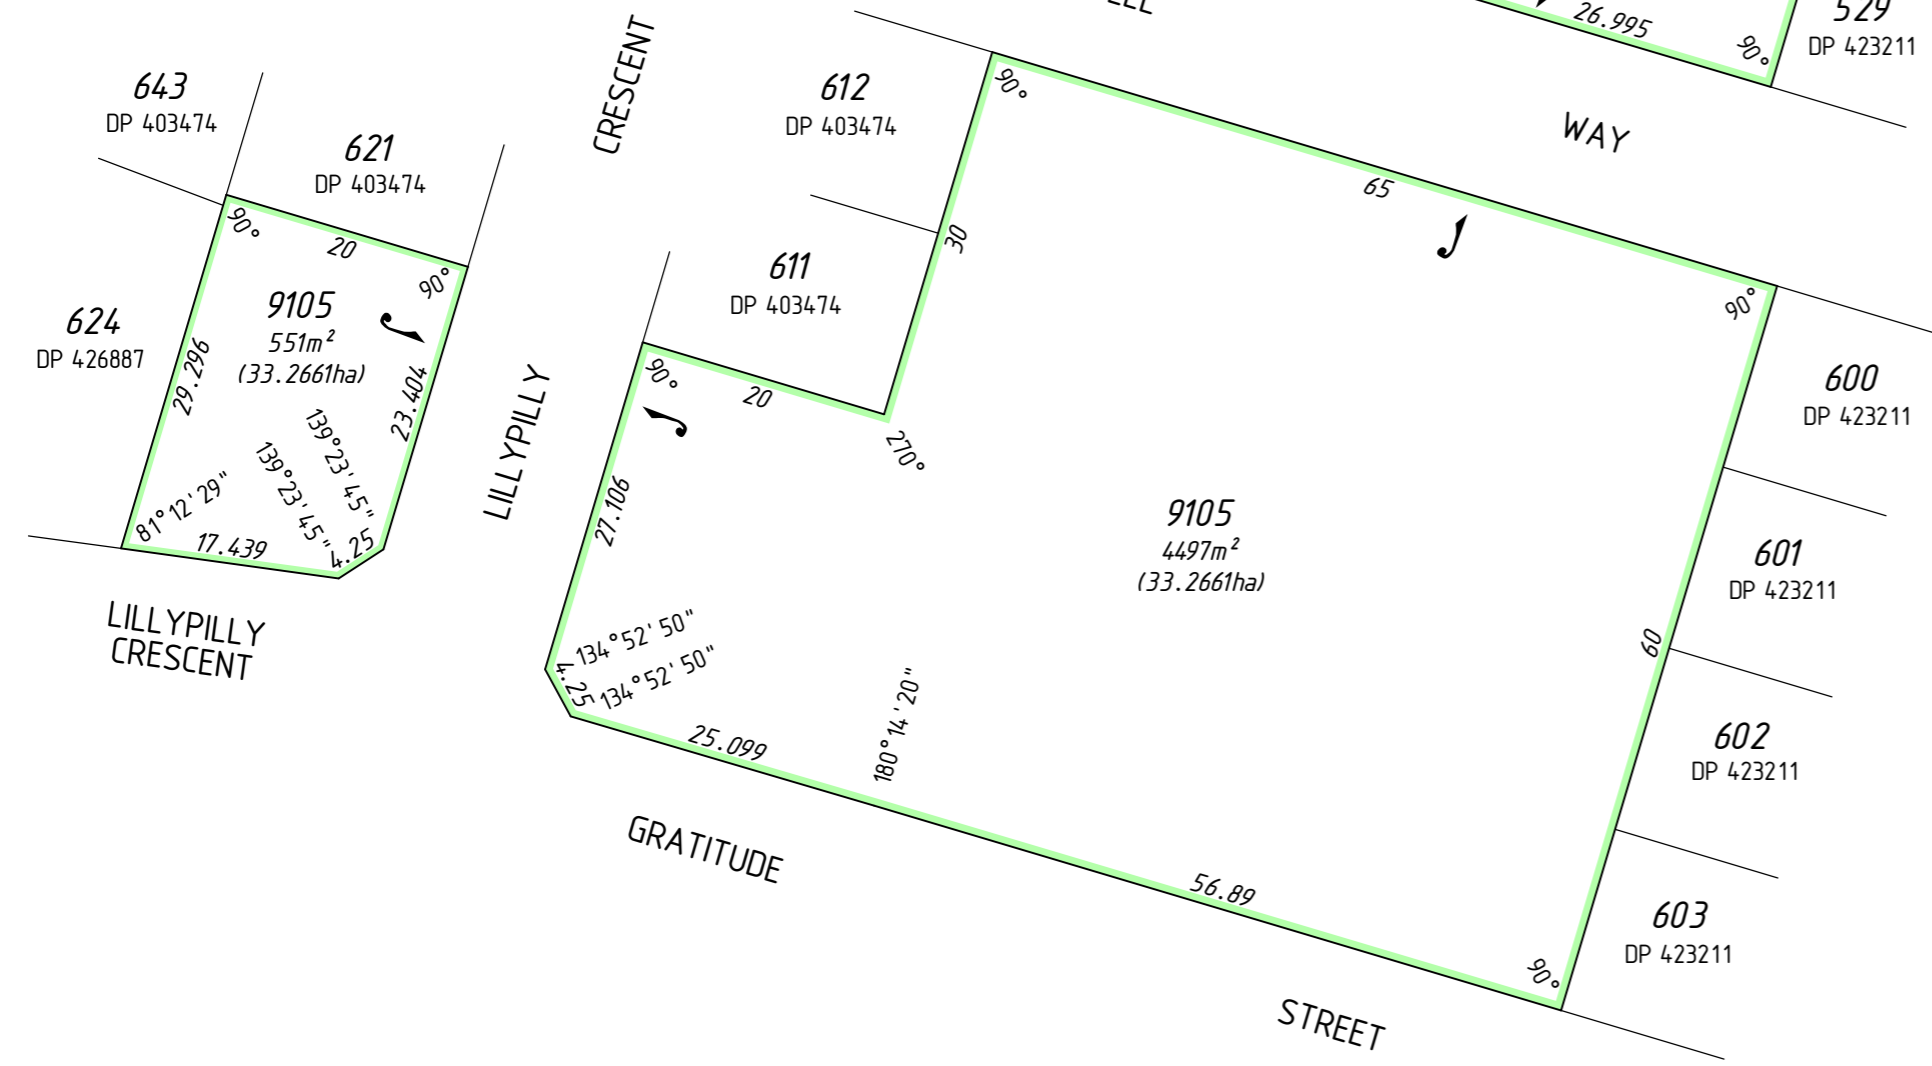 529
DP 423211
26.995
90°
WAY
CRESCENT
643
DP 403474
621
DP 403474
612
DP 403474
90°
65
30
611
DP 403474
90°
20
90°
9105
551m²
(33.2661ha)
624
DP 426887
29.296
23.404
139°23'45"
139°23'45"
81°12'29"
17.439
4.25
LILLYPILLY
LILLYPILLY
CRESCENT
90°
20
270°
27.106
134°52'50"
134°52'50"
4.25
25.099
180°14'20"
9105
4497m²
(33.2661ha)
90°
600
DP 423211
601
DP 423211
60
602
DP 423211
603
DP 423211
56.89
90°
GRATITUDE
STREET